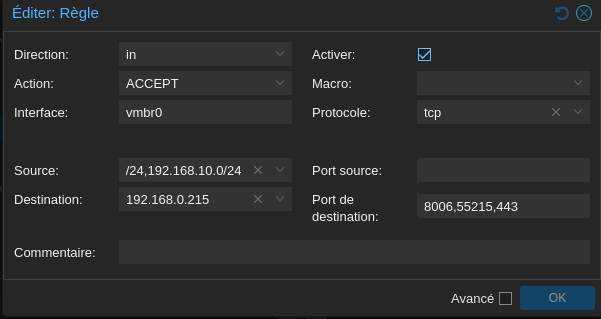 Éditer: Règle
Direction: in Activer:
Action: ACCEPT Macro:
Interface: vmbr0 Protocole: tcp
Source: /24,192.168.10.0/24 Port source:
Destination: 192.168.0.215 Port de
destination: 8006,55215,443
Commentaire:
Avancé OK